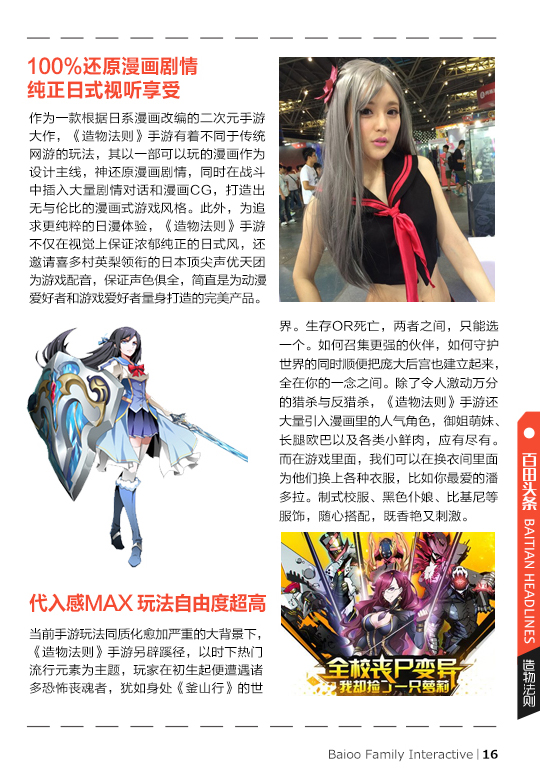 100%还原漫画剧情
纯正日式视听享受
作为一款根据日系漫画改编的二次元手游
大作，《造物法则》手游有着不同于传统
网游的玩法，其以一部可以玩的漫画作为
设计主线，神还原漫画剧情，同时在战斗
中插入大量剧情对话和漫画CG，打造出
无与伦比的漫画式游戏风格。此外，为追
求更纯粹的日漫体验，《造物法则》手游
不仅在视觉上保证浓郁纯正的日式风，还
邀请喜多村英梨领衔的日本顶尖声优天团
为游戏配音，保证声色俱全，简直是为动漫
爱好者和游戏爱好者量身打造的完美产品。
代入感MAX 玩法自由度超高
当前手游玩法同质化愈加严重的大背景下，
《造物法则》手游另辟蹊径，以时下热门
流行元素为主题，玩家在初生起便遭遇诸
多恐怖丧魂者，犹如身处《釜山行》的世
界。生存OR死亡，两者之间，只能选
一个。如何召集更强的伙伴，如何守护
世界的同时顺便把庞大后宫也建立起来，
全在你的一念之间。除了令人激动万分
的猎杀与反猎杀，《造物法则》手游还
大量引入漫画里的人气角色，御姐萌妹、
长腿欧巴以及各类小鲜肉，应有尽有。
而在游戏里面，我们可以在换衣间里面
为他们换上各种衣服，比如你最爱的潘
多拉。制式校服、黑色仆娘、比基尼等
服饰，随心搭配，既香艳又刺激。
全校丧尸变异
我却捡了一只萝莉
百田头条 BAITIAN HEADLINES
造物法则
Baioo Family Interactive | 16